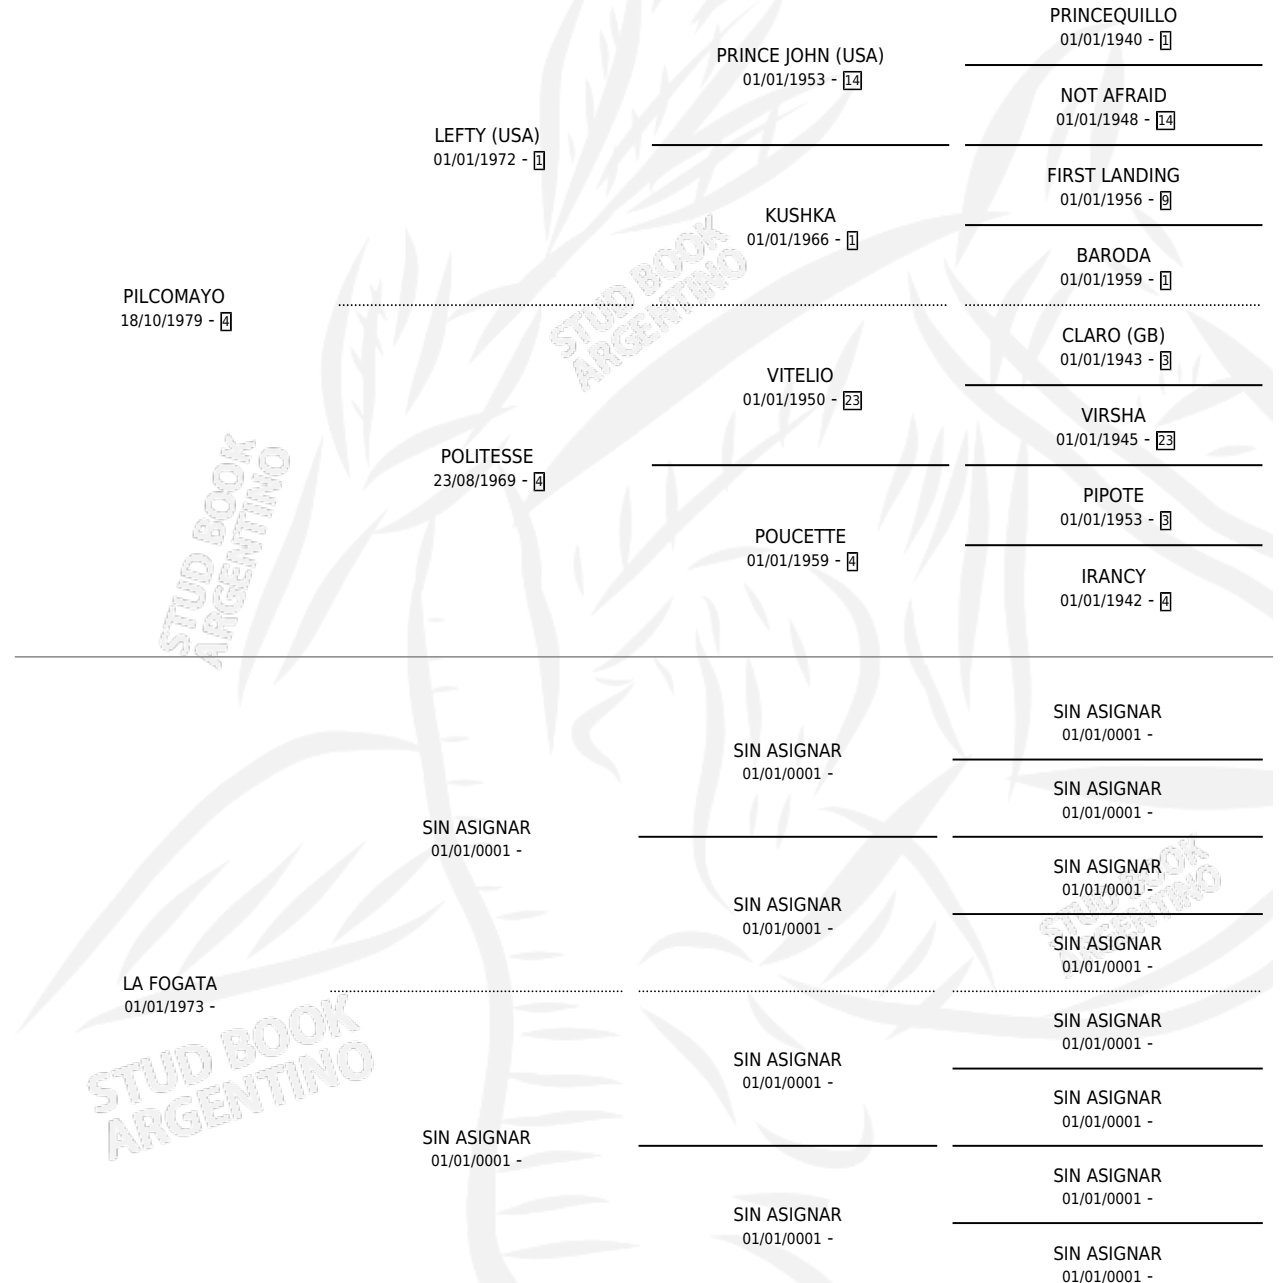 PRINCEQUILLO
01/01/1940 - 1
PRINCE JOHN (USA)
01/01/1953 - 14
NOT AFRAID
01/01/1948 - 14
LEFTY (USA)
01/01/1972 - 1
FIRST LANDING
01/01/1956 - 9
KUSHKA
01/01/1966 - 1
BARODA
01/01/1959 - 1
PILCOMAYO
18/10/1979 - 4
CLARO (GB)
01/01/1943 - 3
VITELIO
01/01/1950 - 23
VIRSHA
01/01/1945 - 23
POLITESSE
23/08/1969 - 4
PIPOTE
01/01/1953 - 3
POUCETTE
01/01/1959 - 4
IRANCY
01/01/1942 - 4
STUD BOOK
ARGENTINO
STUD BOOK
ARGENTINO
SIN ASIGNAR
01/01/0001 -
SIN ASIGNAR
01/01/0001 -
SIN ASIGNAR
01/01/0001 -
SIN ASIGNAR
01/01/0001 -
SIN ASIGNAR
01/01/0001 -
SIN ASIGNAR
01/01/0001 -
SIN ASIGNAR
01/01/0001 -
LA FOGATA
01/01/1973 -
SIN ASIGNAR
01/01/0001 -
SIN ASIGNAR
01/01/0001 -
SIN ASIGNAR
01/01/0001 -
SIN ASIGNAR
01/01/0001 -
SIN ASIGNAR
01/01/0001 -
SIN ASIGNAR
01/01/0001 -
SIN ASIGNAR
01/01/0001 -
STUD BOOK
ARGENTINO
STUD BOOK
ARGENTINO